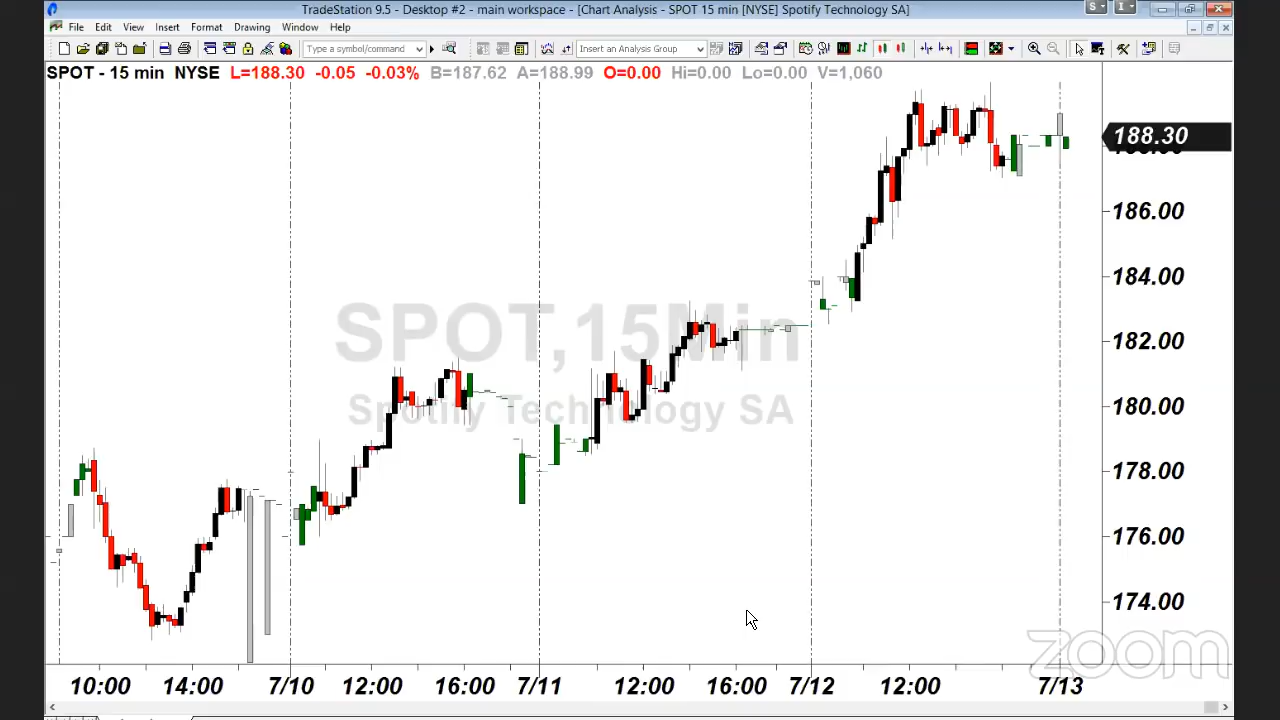 TradeStation 9.5 - Desktop #2 - main workspace - [Chart Analysis - SPOT 15 min [NYSE] Spotify Technology SA]
S
I
File Edit View Insert Format Drawing Window Help
Type a symbol/command
Insert an Analysis Group
SPOT - 15 min NYSE L=188.30 -0.05 -0.03% B=187.62 A=188.99 O=0.00 Hi=0.00 Lo=0.00 V=1,060
188.30
186.00
184.00
SPOT,15Min
182.00
Spotify Technology SA
180.00
178.00
176.00
174.00
zoom
10:00 14:00 7/10 12:00 16:00 7/11 12:00 16:00 7/12 12:00 7/13